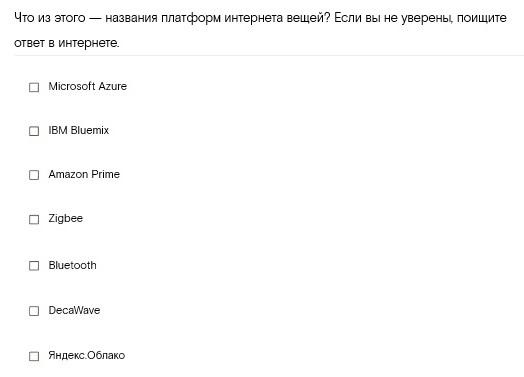 Что из этого — названия платформ интернета вещей? Если вы не уверены, поищите
ответ в интернете.
Microsoft Azure
IBM Bluemix
Amazon Prime
Zigbee
Bluetooth
DecaWave
Яндекс.Облако